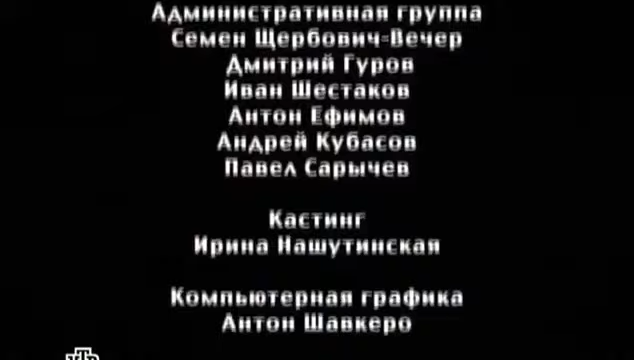 Административная группа
Семен Щербович-Вечер
Дмитрий Гуров
Иван Шестаков
Антон Ефимов
Андрей Кубасов
Павел Сарычев
Кастинг
Ирина Нашутинская
Компьютерная графика
Антон Шавкеро
НТВ